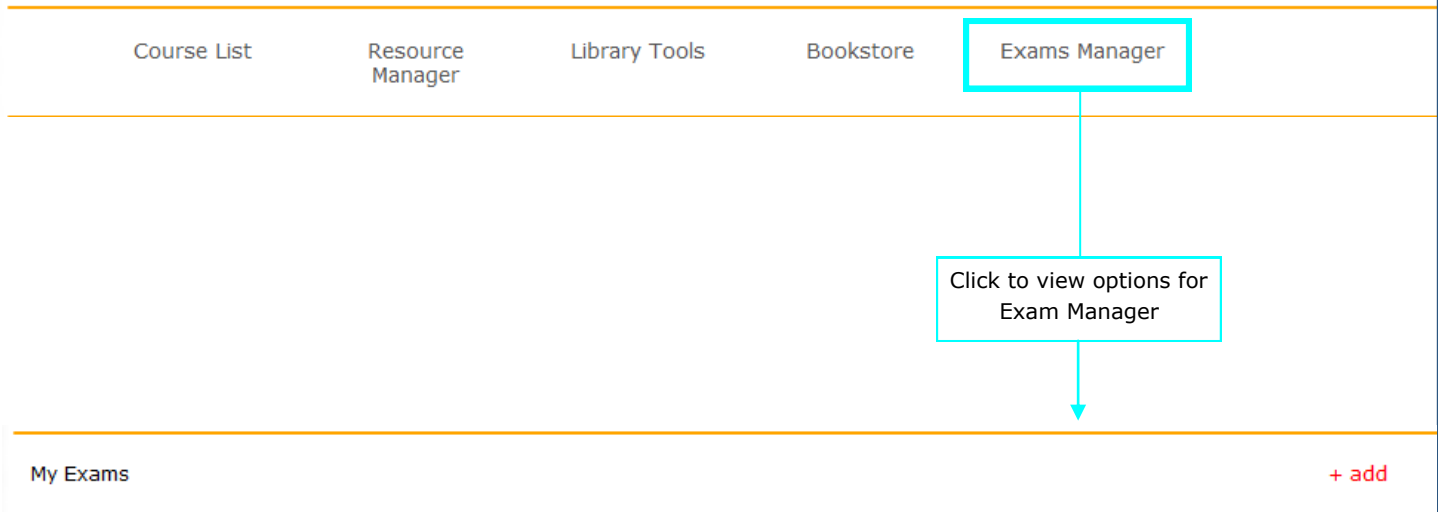 Course List
Resource
Manager
Library Tools
Bookstore
Exams Manager
Click to view options for
Exam Manager
My Exams
+ add